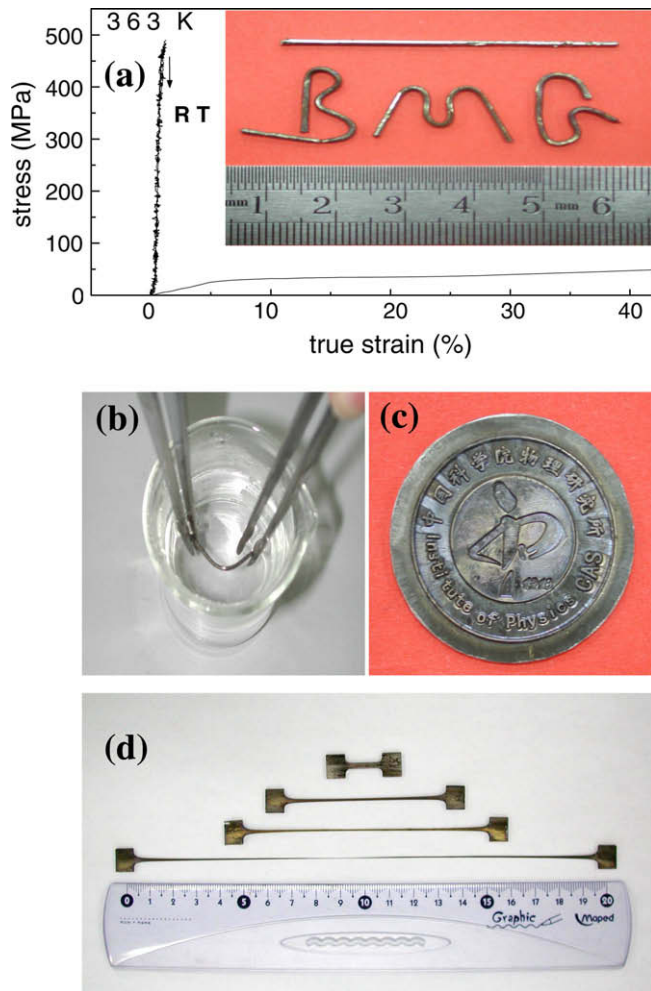 363 K
(a)
RT
500
400
300
200
100
0
stress (MPa)
BMG
mm 1 2 3 4 5 mm 6
0 10 20 30 40
true strain (%)
(b)
(c)
中国科学院物理研究所
Institute of Physics CAS
(d)
0 1 2 3 4 5 6 7 8 9 10 11 12 13 14 15 16 17 18 19 20
Graphic
Maped